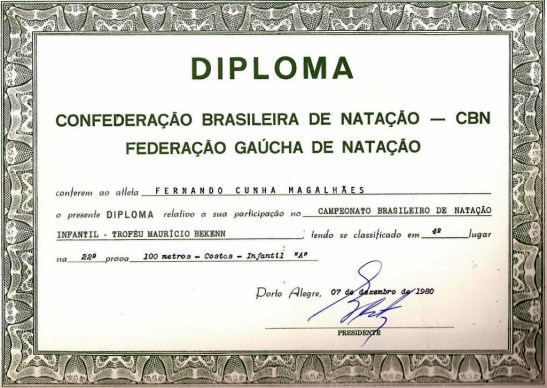 DIPLOMA
CONFEDERAÇÃO BRASILEIRA DE NATAÇÃO — CBN
FEDERAÇÃO GAÚCHA DE NATAÇÃO
conferem ao atleta FERNANDO CUNHA MAGALHÃES
o presente DIPLOMA relativo a sua participação no CAMPEONATO BRASILEIRO DE NATAÇÃO
INFANTIL - TROFÉU MAURÍCIO BEKENN, tendo se classificado em 4º lugar
na 22º prova 100 metros - Costas - Infantil "A"
Porto Alegre, 07 de dezembro de 1980
PRESIDENTE